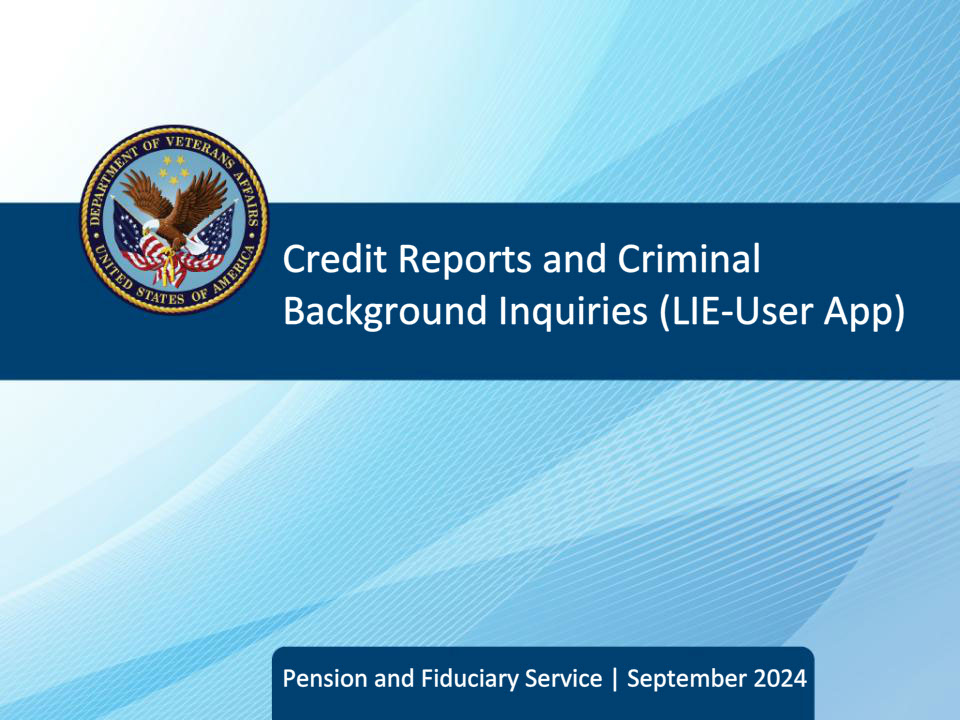 DEPARTMENT OF VETERANS AFFAIRS
UNITED STATES OF AMERICA
Credit Reports and Criminal
Background Inquiries (LIE-User App)
Pension and Fiduciary Service | September 2024